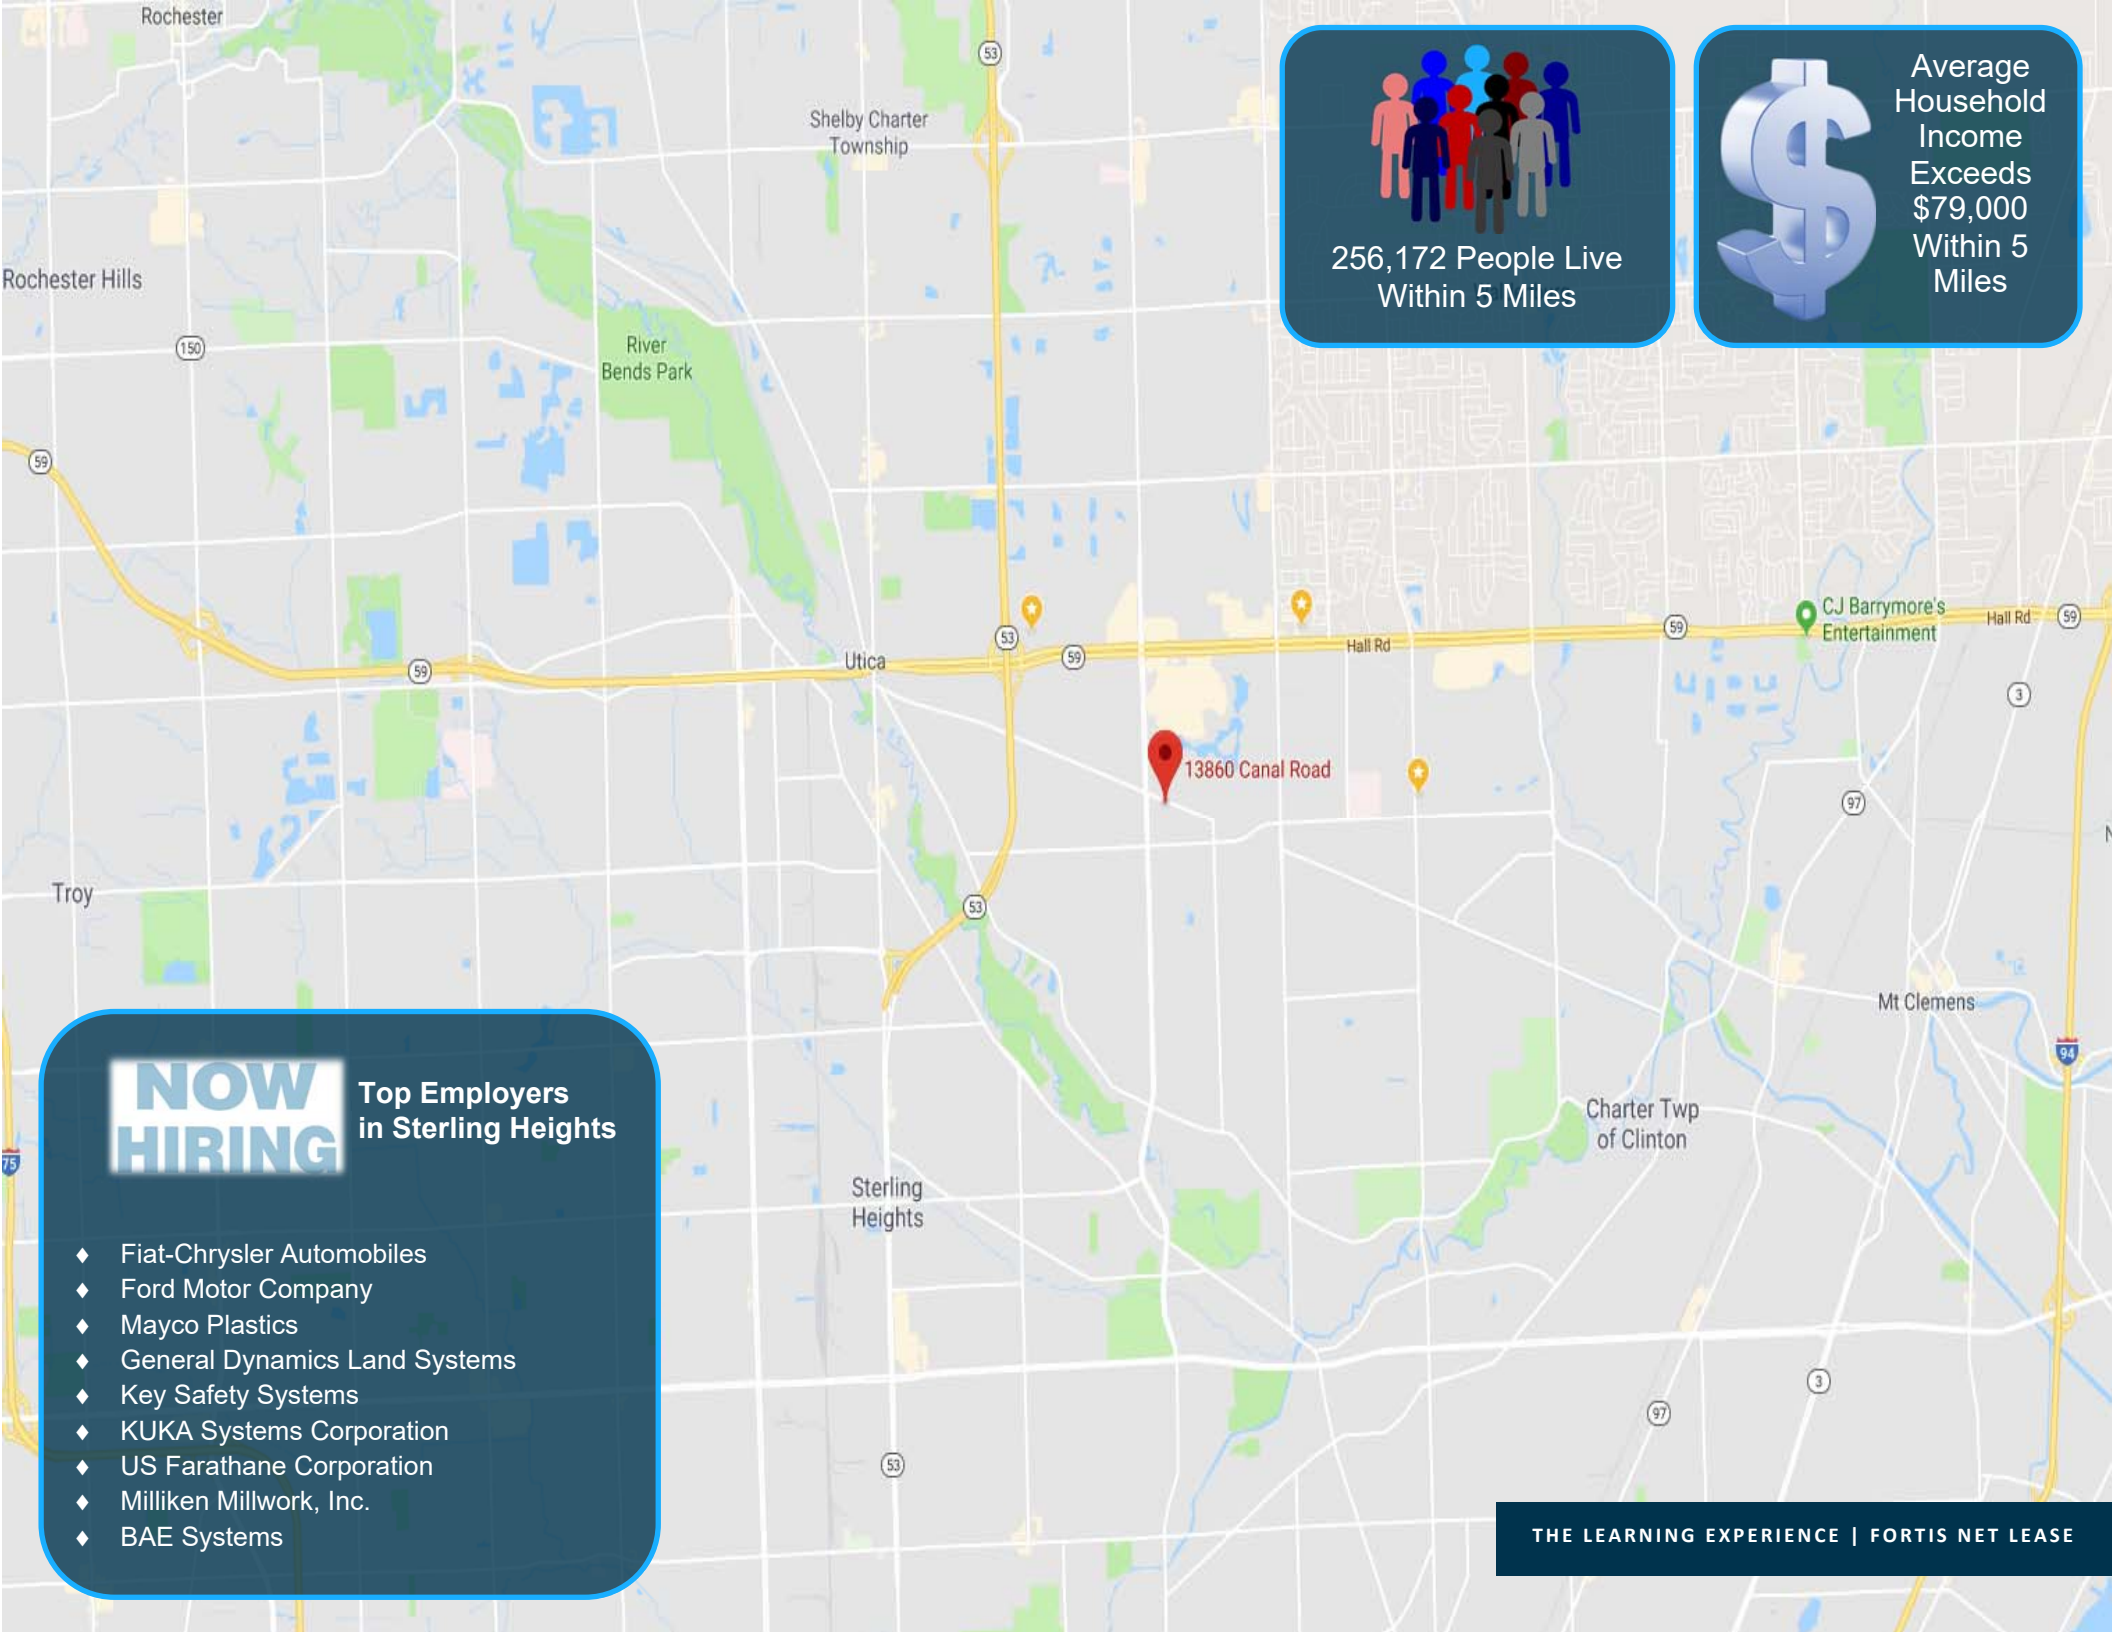 Rochester
53
Shelby Charter
Township
256,172 People Live
Within 5 Miles
Average
Household
Income
Exceeds
$79,000
Within 5
Miles
Rochester Hills
150
River
Bends Park
59
CJ Barrymore's
Entertainment
Hall Rd
59
59
53
Hall Rd
Utica
59
59
3
13860 Canal Road
97
Troy
53
Mt Clemens
94
NOW
HIRING
Top Employers
in Sterling Heights
Charter Twp
of Clinton
75
Sterling
Heights
♦ Fiat-Chrysler Automobiles
♦ Ford Motor Company
♦ Mayco Plastics
♦ General Dynamics Land Systems
♦ Key Safety Systems
♦ KUKA Systems Corporation
♦ US Farathane Corporation
♦ Milliken Millwork, Inc.
♦ BAE Systems
3
97
53
THE LEARNING EXPERIENCE | FORTIS NET LEASE